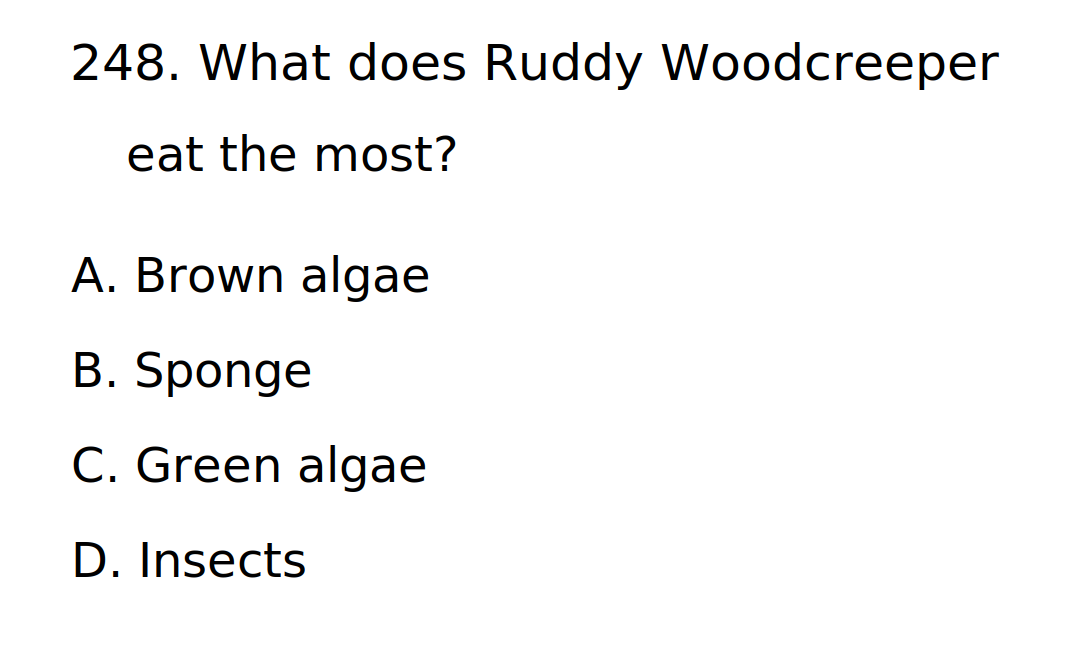 248. What does Ruddy Woodcreeper
eat the most?
A. Brown algae
B. Sponge
C. Green algae
D. Insects